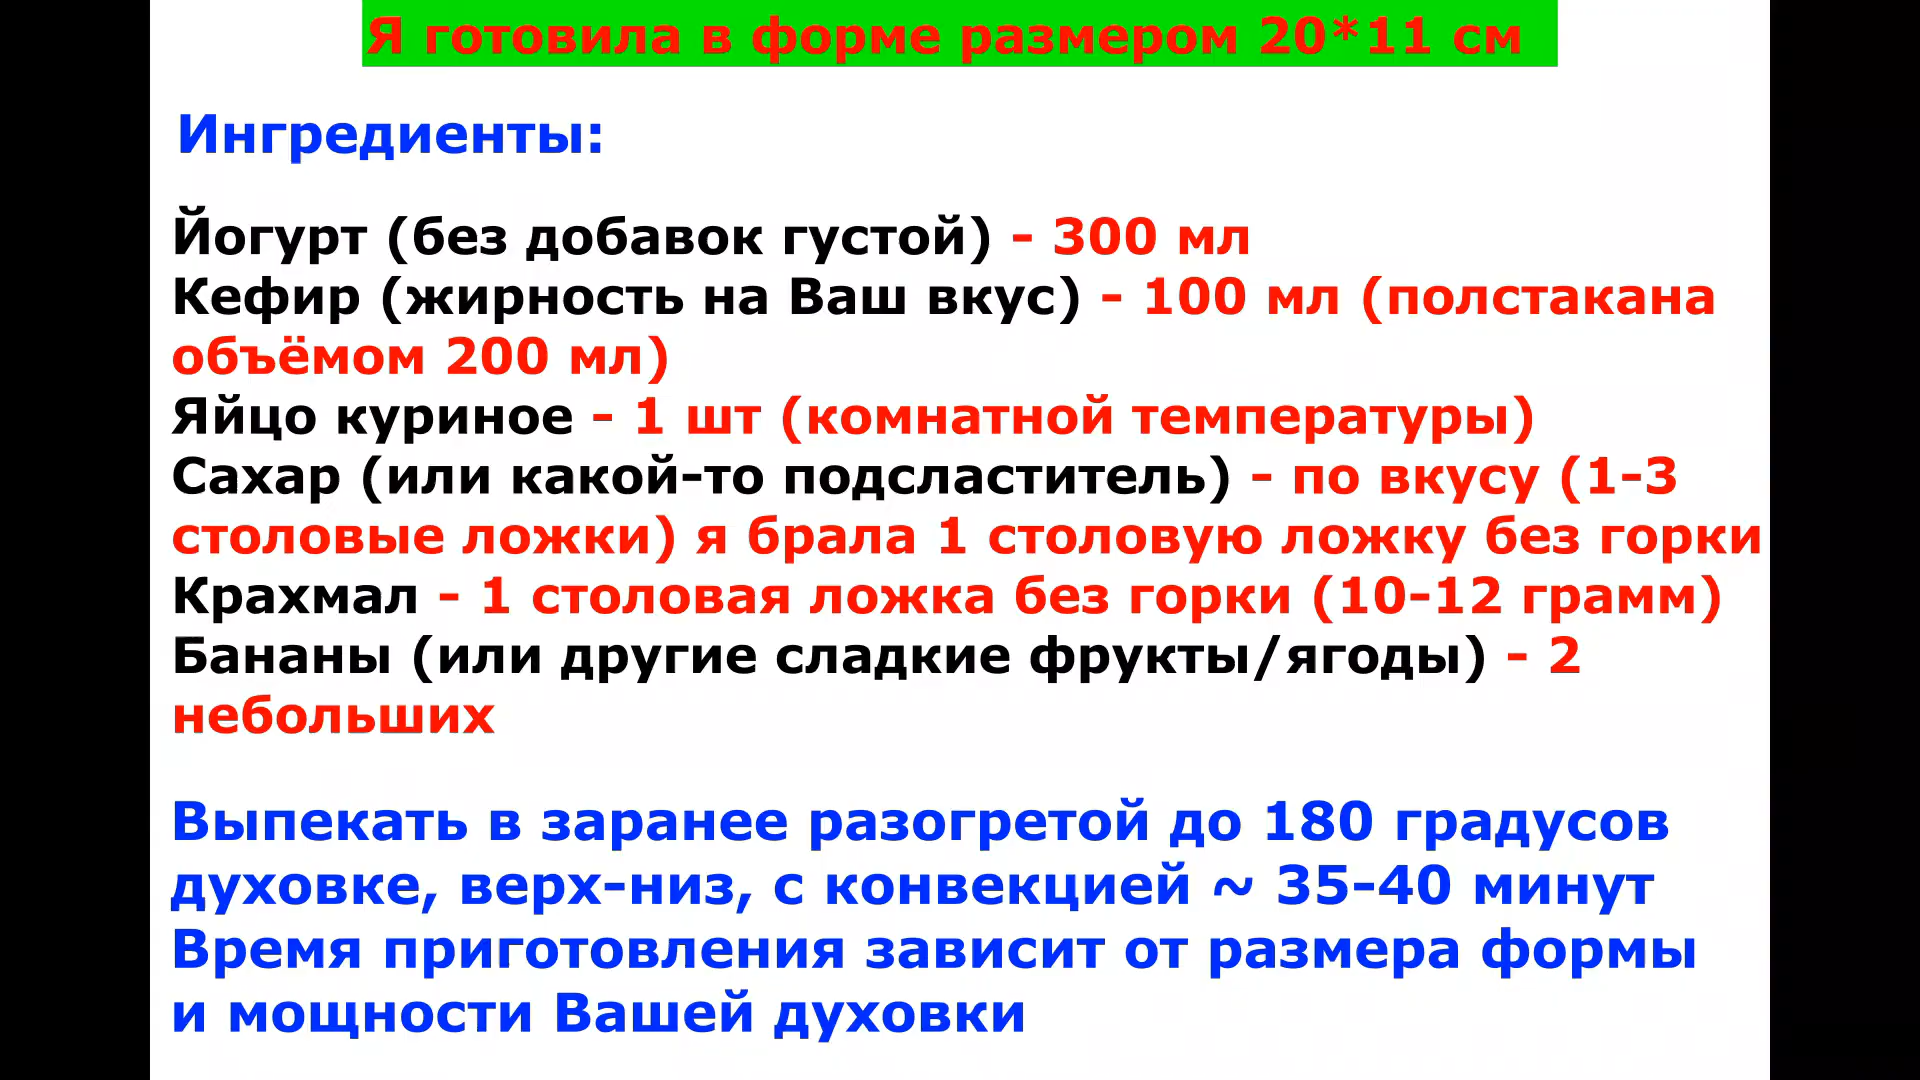 Я готовила в форме размером 20*11 см
Ингредиенты:
Йогурт (без добавок густой) - 300 мл
Кефир (жирность на Ваш вкус) - 100 мл (полстакана
объёмом 200 мл)
Яйцо куриное - 1 шт (комнатной температуры)
Сахар (или какой-то подсластитель) - по вкусу (1-3
столовые ложки) я брала 1 столовую ложку без горки
Крахмал - 1 столовая ложка без горки (10-12 грамм)
Бананы (или другие сладкие фрукты/ягоды) - 2
небольших
Выпекать в заранее разогретой до 180 градусов
духовке, верх-низ, с конвекцией ~ 35-40 минут
Время приготовления зависит от размера формы
и мощности Вашей духовки